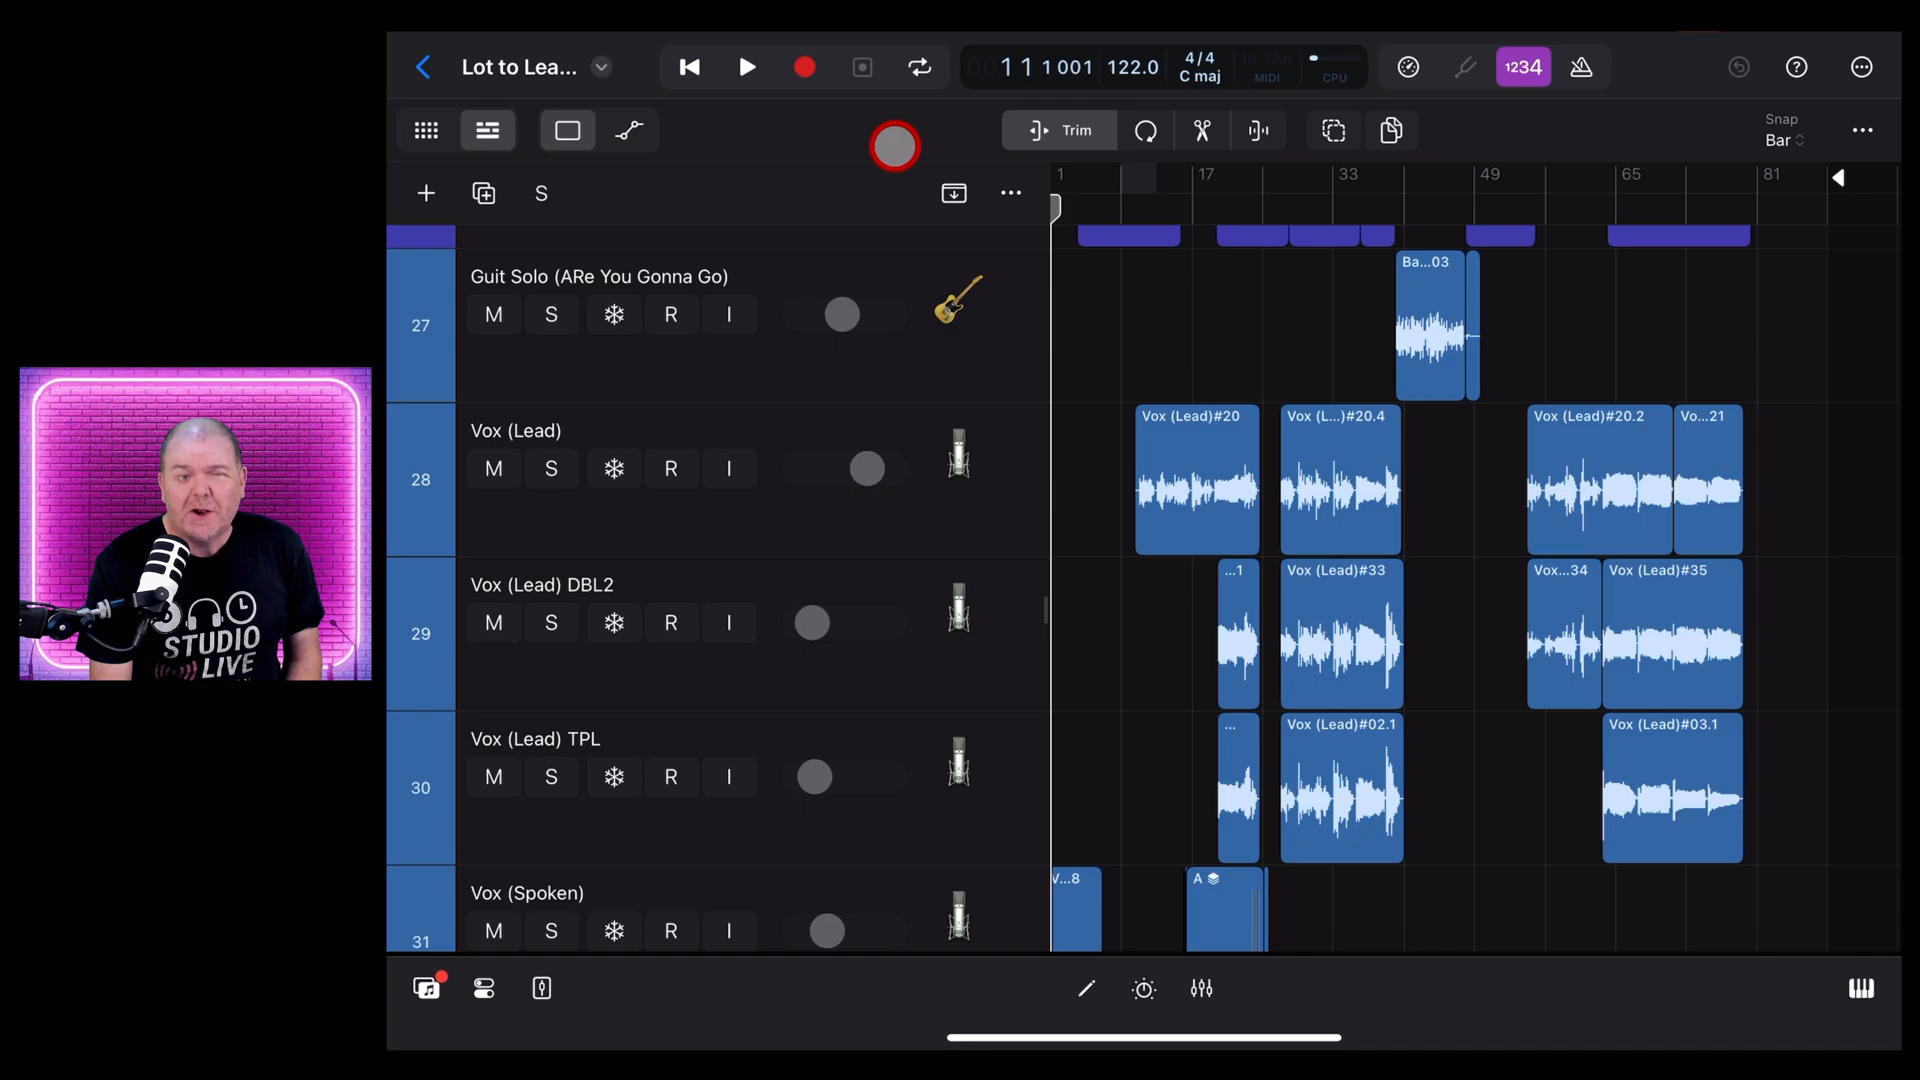 Lot to Lea...
1 1 1 001
122.0
4/4
C maj
In Out
MIDI
CPU
1234
Trim
Snap
Bar
S
1
17
33
49
65
81
27
Guit Solo (ARe You Gonna Go)
M S R I
Ba...03
28
Vox (Lead)
M S R I
Vox (Lead)#20
Vox (L...)#20.4
Vox (Lead)#20.2
Vo...21
29
Vox (Lead) DBL2
M S R I
...1
Vox (Lead)#33
Vox...34
Vox (Lead)#35
30
Vox (Lead) TPL
M S R I
...
Vox (Lead)#02.1
Vox (Lead)#03.1
31
Vox (Spoken)
M S R I
V...8
A
STUDIO
LIVE